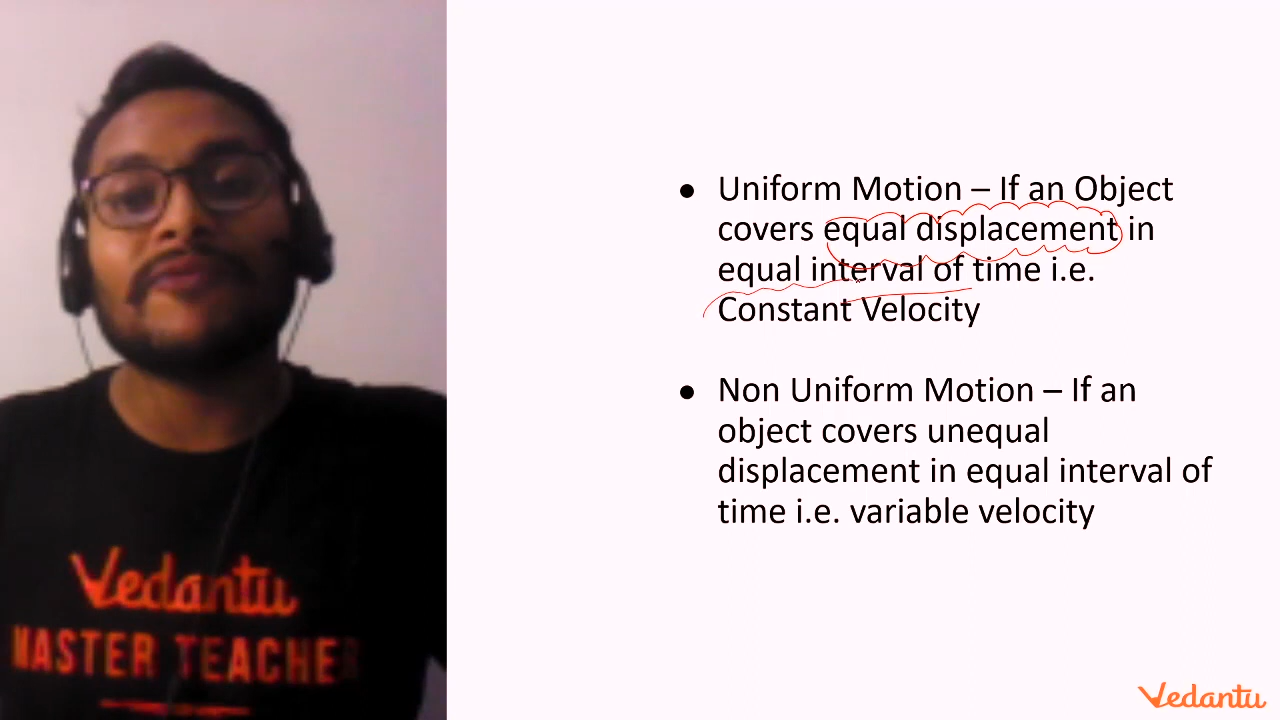 Vedantu
MASTER TEACHER
● Uniform Motion – If an Object
covers equal displacement in
equal interval of time i.e.
Constant Velocity
● Non Uniform Motion – If an
object covers unequal
displacement in equal interval of
time i.e. variable velocity
Vedantu